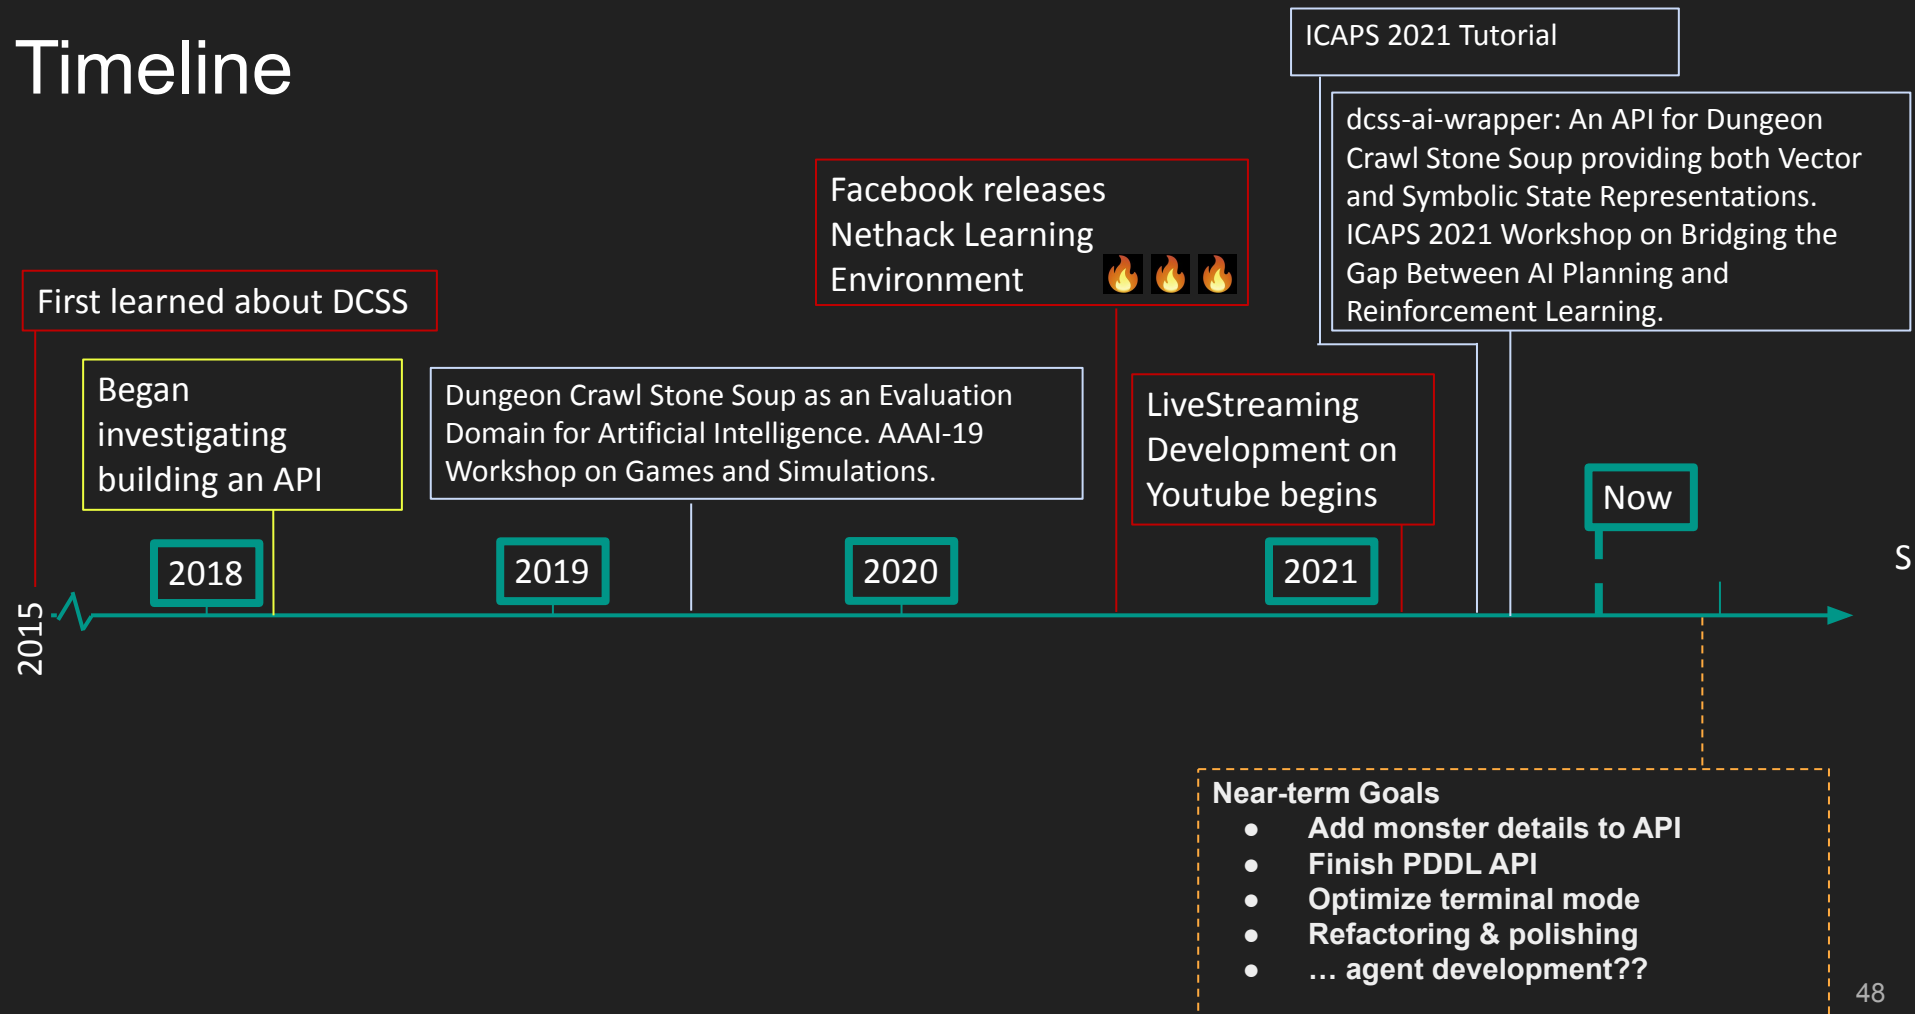 Timeline
ICAPS 2021 Tutorial
dcss-ai-wrapper: An API for Dungeon
Crawl Stone Soup providing both Vector
and Symbolic State Representations.
ICAPS 2021 Workshop on Bridging the
Gap Between AI Planning and
Reinforcement Learning.
Facebook releases
Nethack Learning
Environment
First learned about DCSS
Began
investigating
building an API
Dungeon Crawl Stone Soup as an Evaluation
Domain for Artificial Intelligence. AAAI-19
Workshop on Games and Simulations.
LiveStreaming
Development on
Youtube begins
Now
2015
2018
2019
2020
2021
S
Near-term Goals
● Add monster details to API
● Finish PDDL API
● Optimize terminal mode
● Refactoring & polishing
● … agent development??
48